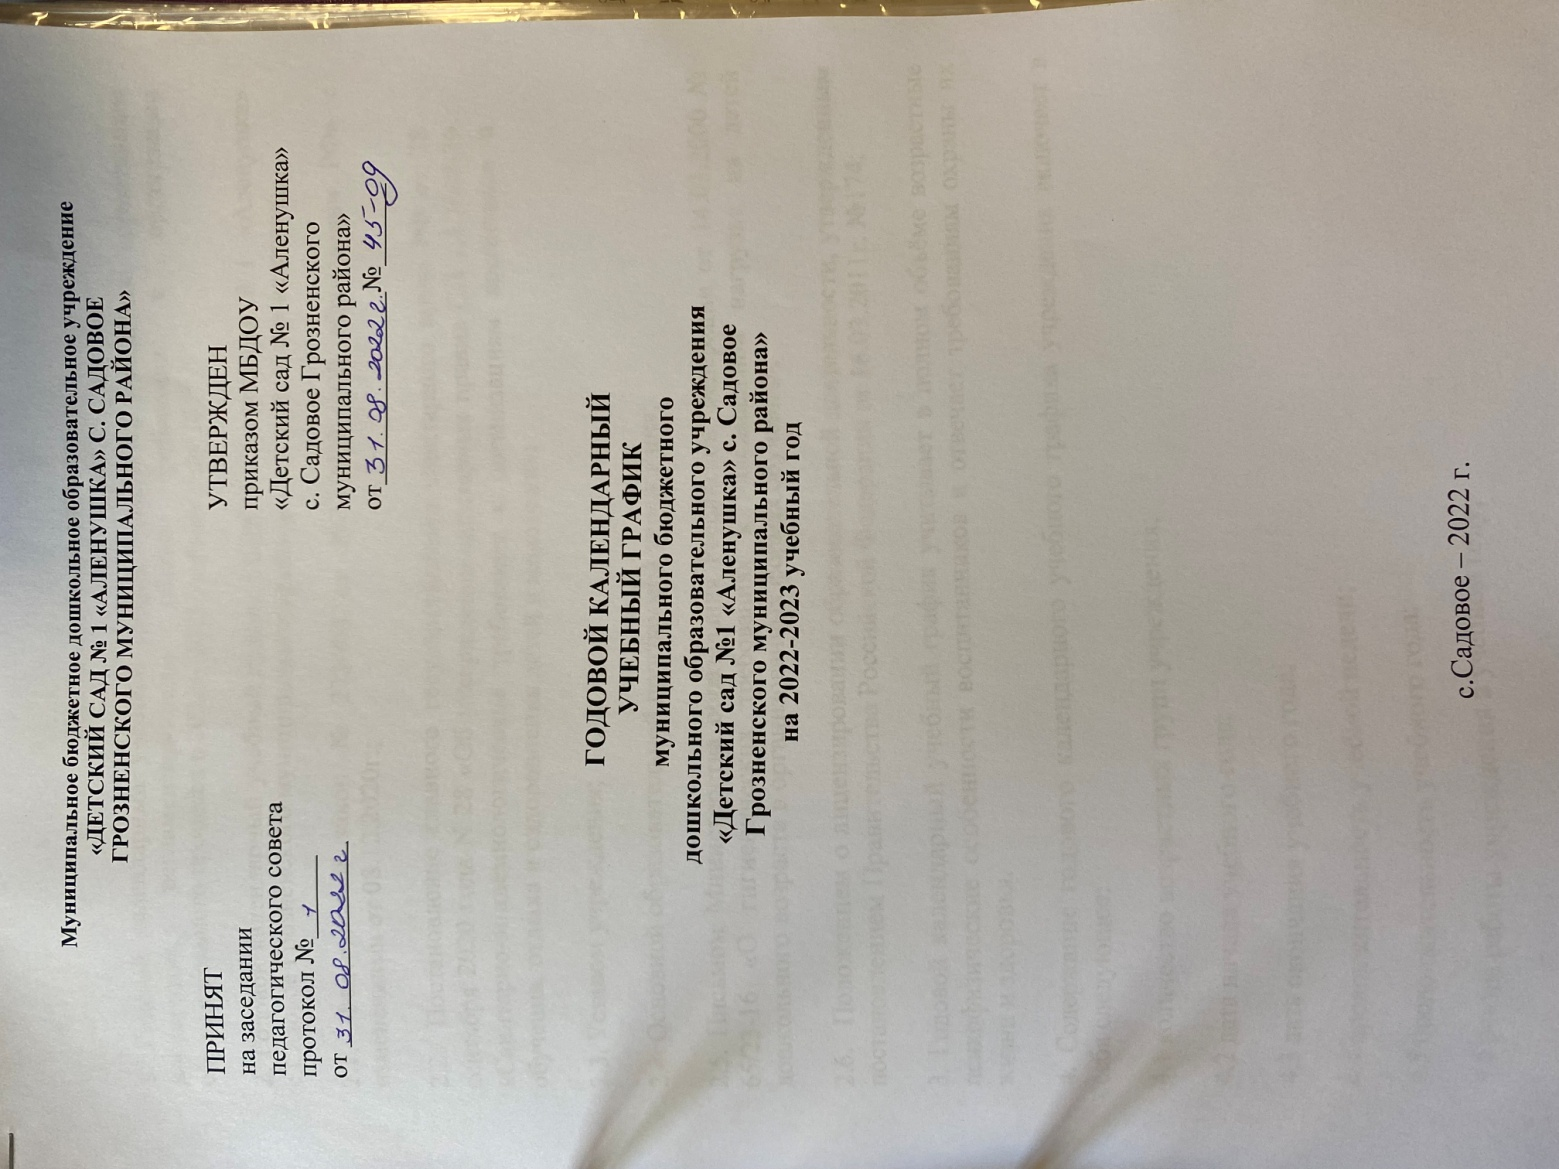 Муниципальное бюджетное дошкольное образовательное учреждение
«ДЕТСКИЙ САД № 1 «АЛЕНУШКА» С. САДОВОЕ
ГРОЗНЕНСКОГО МУНИЦИПАЛЬНОГО РАЙОНА»
ПРИНЯТ
на заседании
педагогического совета
протокол № 1
от 31.08.2022 г
УТВЕРЖДЕН
приказом МБДОУ
«Детский сад № 1 «Аленушка»
с. Садовое Грозненского
муниципального района»
от 31.08.2022г.№ 45-09
ГОДОВОЙ КАЛЕНДАРНЫЙ
УЧЕБНЫЙ ГРАФИК
муниципального бюджетного
дошкольного образовательного учреждения
«Детский сад №1 «Аленушка» с. Садовое
Грозненского муниципального района»
на 2022-2023 учебный год
с.Садовое – 2022 г.